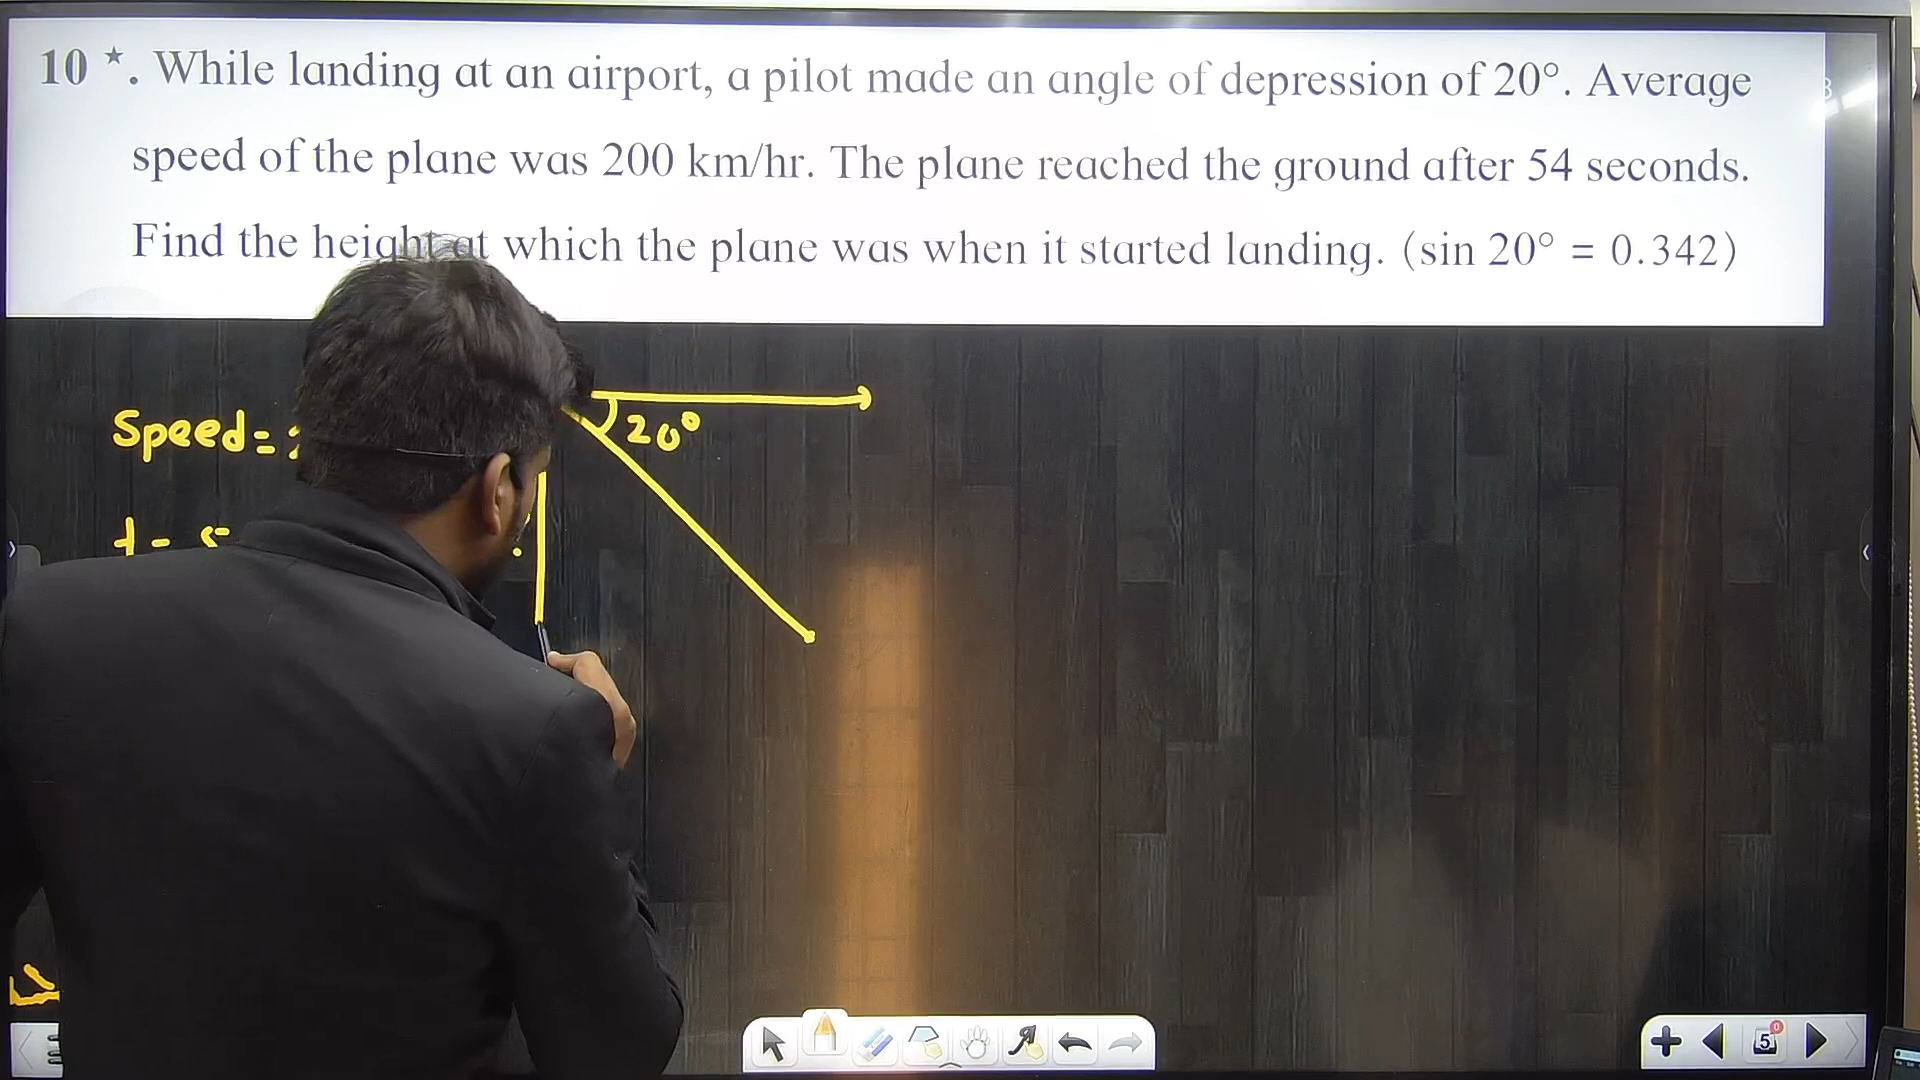 10 *. While landing at an airport, a pilot made an angle of depression of 20°. Average
speed of the plane was 200 km/hr. The plane reached the ground after 54 seconds.
Find the height at which the plane was when it started landing. (sin 20° = 0.342)
Speed =
20°
t =
5
0